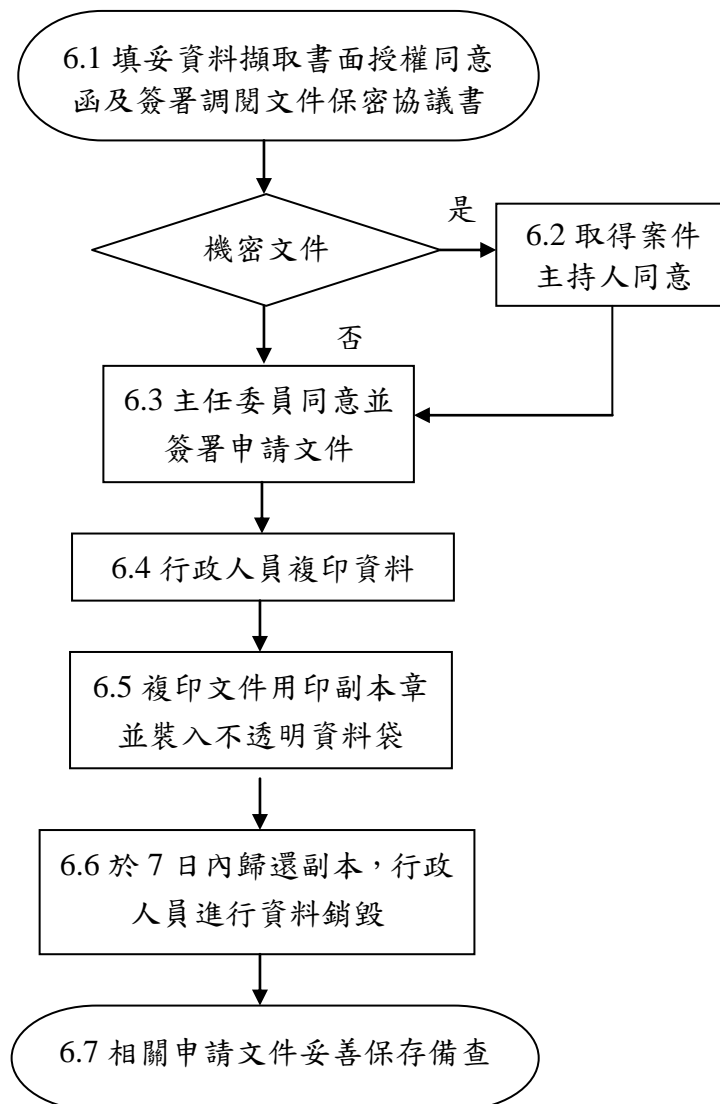 6.1 填妥資料擷取書面授權同意
函及簽署調閱文件保密協議書
機密文件
是
6.2 取得案件
主持人同意
否
6.3 主任委員同意並
簽署申請文件
6.4 行政人員複印資料
6.5 複印文件用印副本章
並裝入不透明資料袋
6.6 於 7 日內歸還副本，行政
人員進行資料銷毀
6.7 相關申請文件妥善保存備查